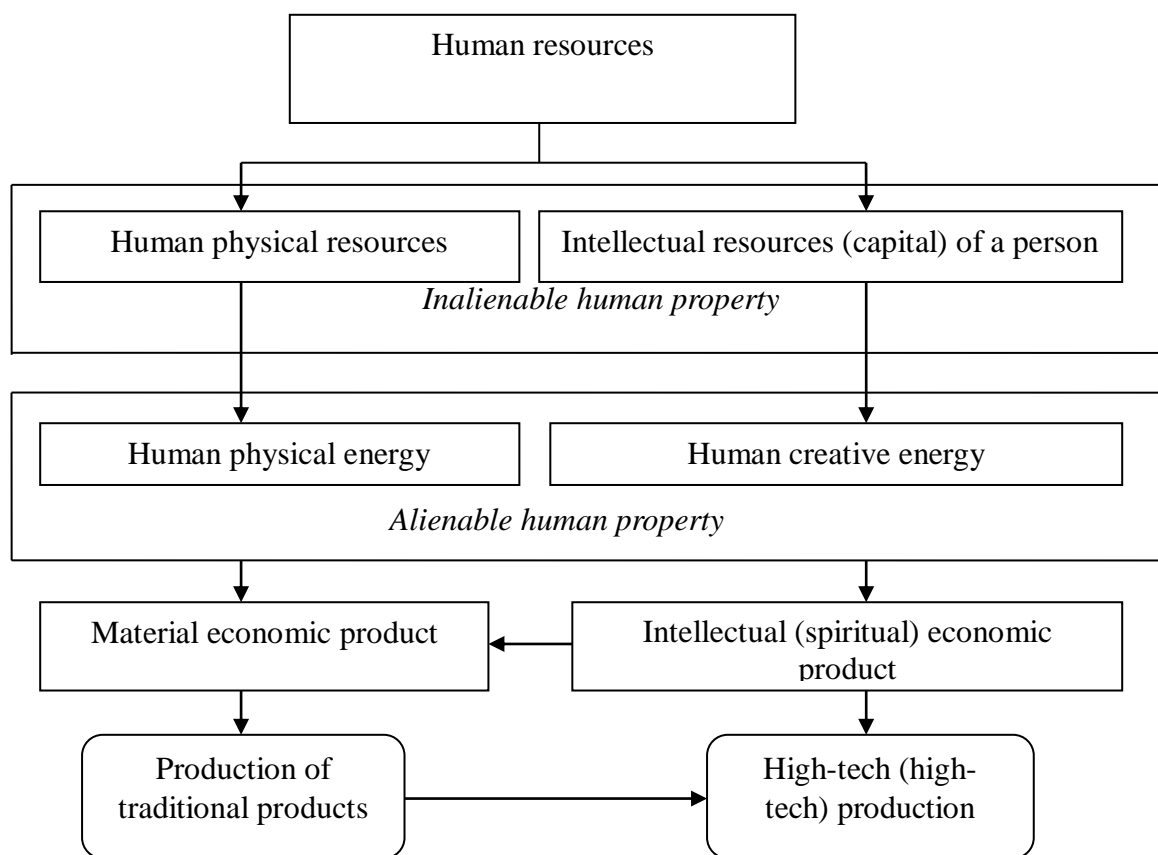 Human resources
Human physical resources
Intellectual resources (capital) of a person
Inalienable human property
Human physical energy
Human creative energy
Alienable human property
Material economic product
Intellectual (spiritual) economic
product
Production of
traditional products
High-tech (high-
tech) production